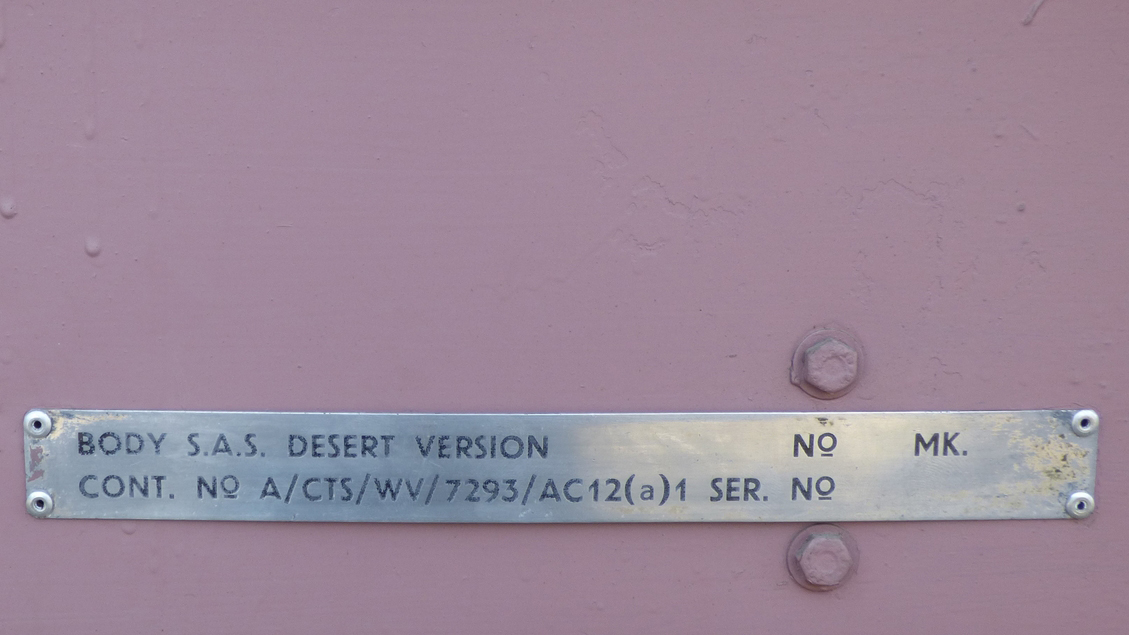 BODY S.A.S. DESERT VERSION Nº MK.
CONT. Nº A/CTS/WV/7293/AC12(a)1 SER. Nº